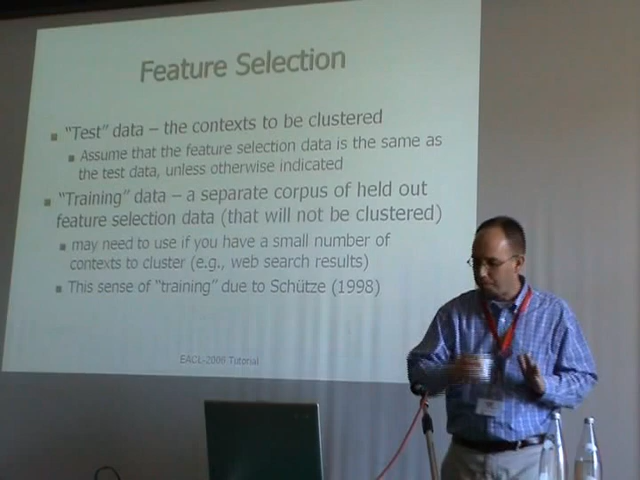 Feature Selection
"Test" data – the contexts to be clustered
Assume that the feature selection data is the same as
the test data, unless otherwise indicated
"Training" data – a separate corpus of held out
feature selection data (that will not be clustered)
may need to use if you have a small number of
contexts to cluster (e.g., web search results)
This sense of "training" due to Schütze (1998)
EACL-2006 Tutorial